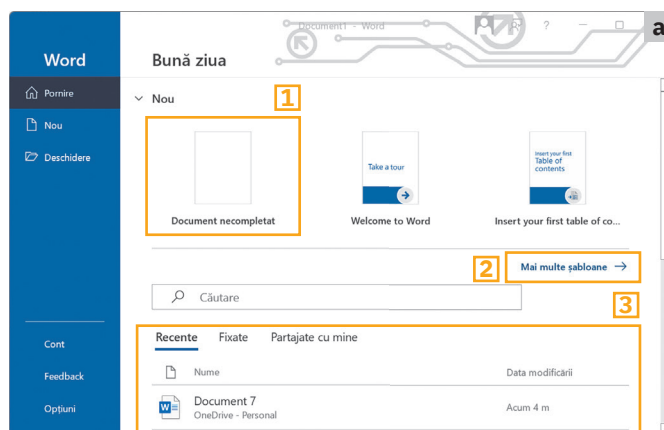 Document1 - Word
?
a
Word
Bună ziua
Pornire
Nou
1
Nou
Deschidere
Take a tour
Insert your first
Table of
contents
Document necompletat
Welcome to Word
Insert your first table of co...
2
Mai multe șabloane
Căutare
3
Recente
Fixate
Partajate cu mine
Cont
Nume
Data modificării
Feedback
Document 7
Acum 4 m
OneDrive - Personal
Opțiuni